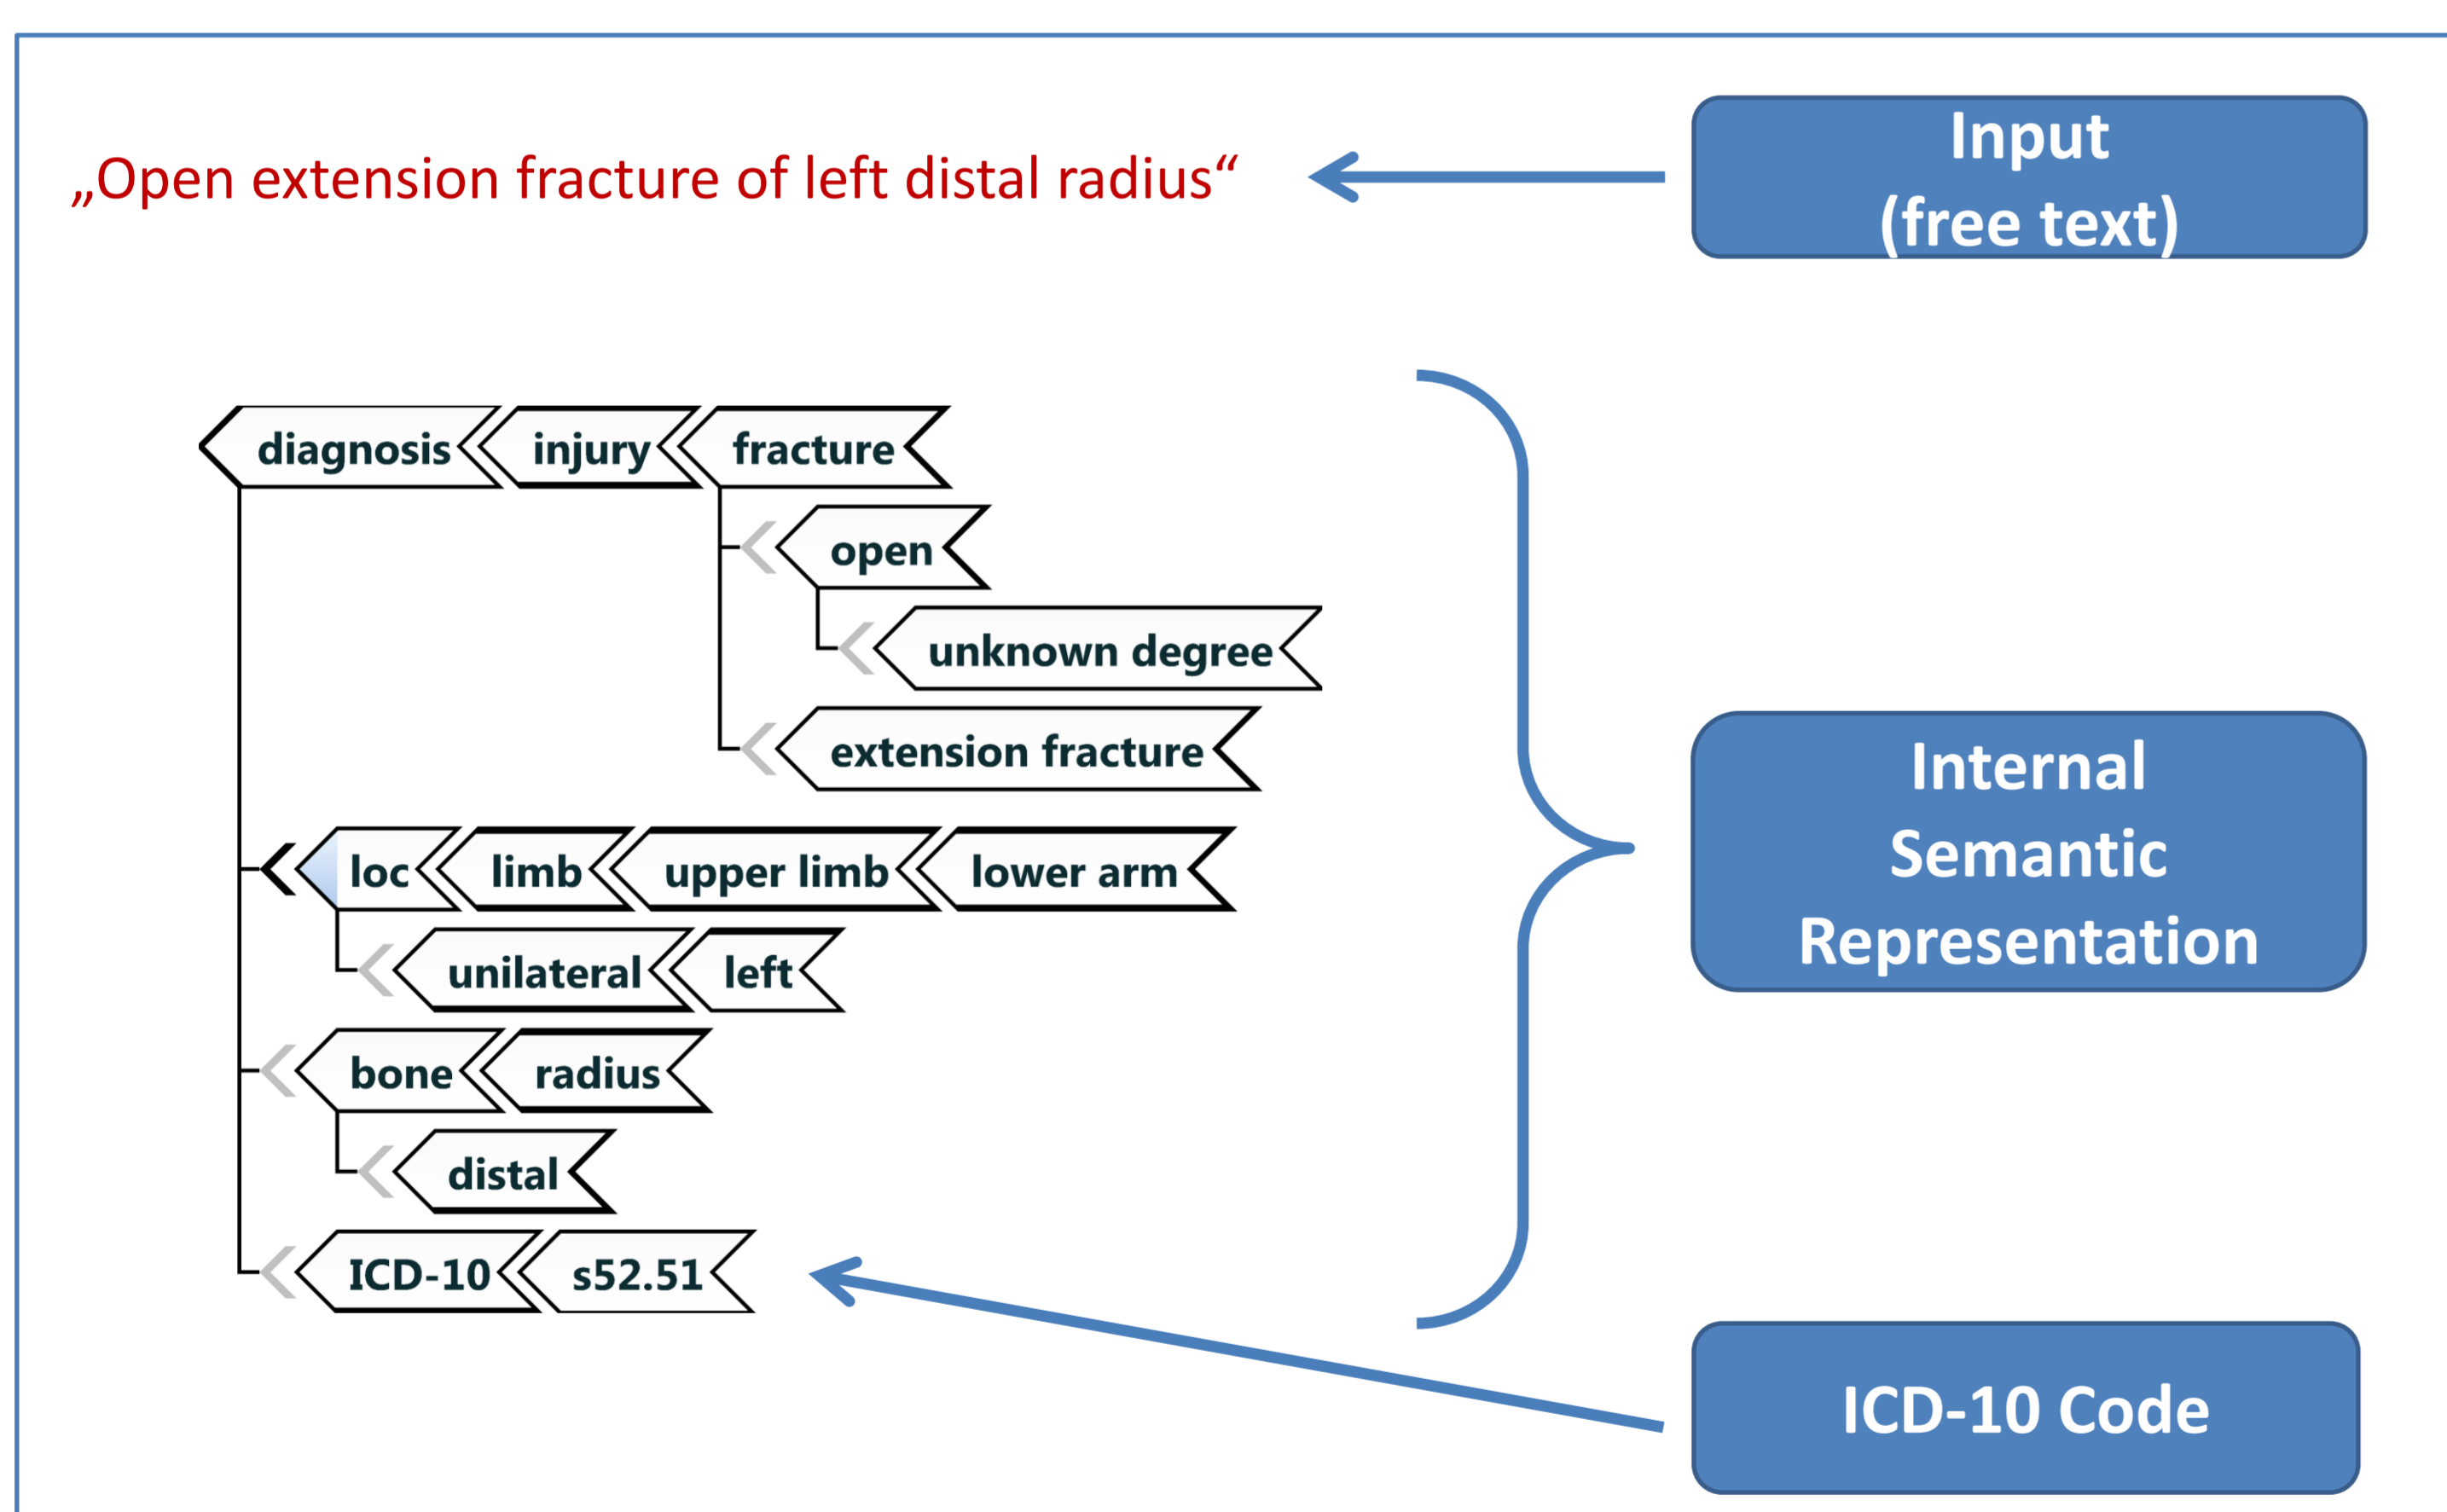 „Open extension fracture of left distal radius“
Input
(free text)
diagnosis injury fracture
open
unknown degree
extension fracture
loc limb upper limb lower arm
unilateral left
bone radius
distal
ICD-10 s52.51
Internal
Semantic
Representation
ICD-10 Code